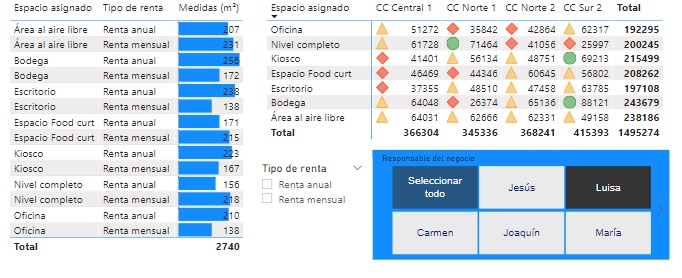 Espacio asignado Tipo de renta Medidas (m²)
Área al aire libre Renta anual 207
Área al aire libre Renta mensual 231
Bodega Renta anual 256
Bodega Renta mensual 172
Escritorio Renta anual 238
Escritorio Renta mensual 138
Espacio Food curt Renta anual 171
Espacio Food curt Renta mensual 215
Kiosco Renta anual 223
Kiosco Renta mensual 167
Nivel completo Renta anual 156
Nivel completo Renta mensual 218
Oficina Renta anual 210
Oficina Renta mensual 138
Total 2740
Espacio asignado CC Central 1 CC Norte 1 CC Norte 2 CC Sur 2 Total
Oficina 51272 35842 42864 62317 192295
Nivel completo 61728 71464 41056 25997 200245
Kiosco 41401 56134 48751 69213 215499
Espacio Food curt 46469 44346 60645 56802 208262
Escritorio 37355 48510 47458 63785 197108
Bodega 64048 26374 65136 88121 243679
Área al aire libre 64031 62666 62331 49158 238186
Total 366304 345336 368241 415393 1495274
Tipo de renta
Renta anual
Renta mensual
Responsable del negocio
Seleccionar
todo
Jesús
Luisa
Carmen
Joaquín
María